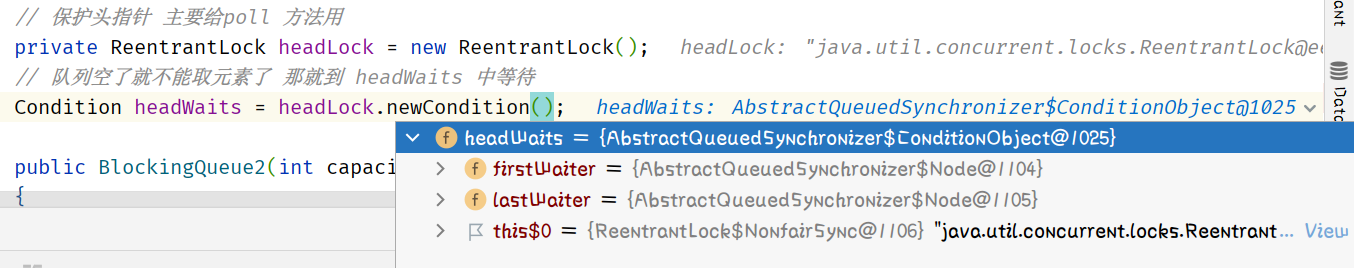 // 保护头指针 主要给poll 方法用
private ReentrantLock headLock = new ReentrantLock();   headLock: "java.util.concurrent.locks.ReentrantLock@e
// 队列空了就不能取元素了 那就到 headWaits 中等待
Condition headWaits = headLock.newCondition();   headWaits: AbstractQueuedSynchronizer$ConditionObject@1025
headWaits = {AbstractQueuedSynchronizer$ConditionObject@1025}
public BlockingQueue2(int capaci
firstWaiter = {AbstractQueuedSynchronizer$Node@1104}
{
lastWaiter = {AbstractQueuedSynchronizer$Node@1105}
this$0 = {ReentrantLock$NonfairSync@1106} "java.util.concurrent.locks.Reentrant... View
ant
Data